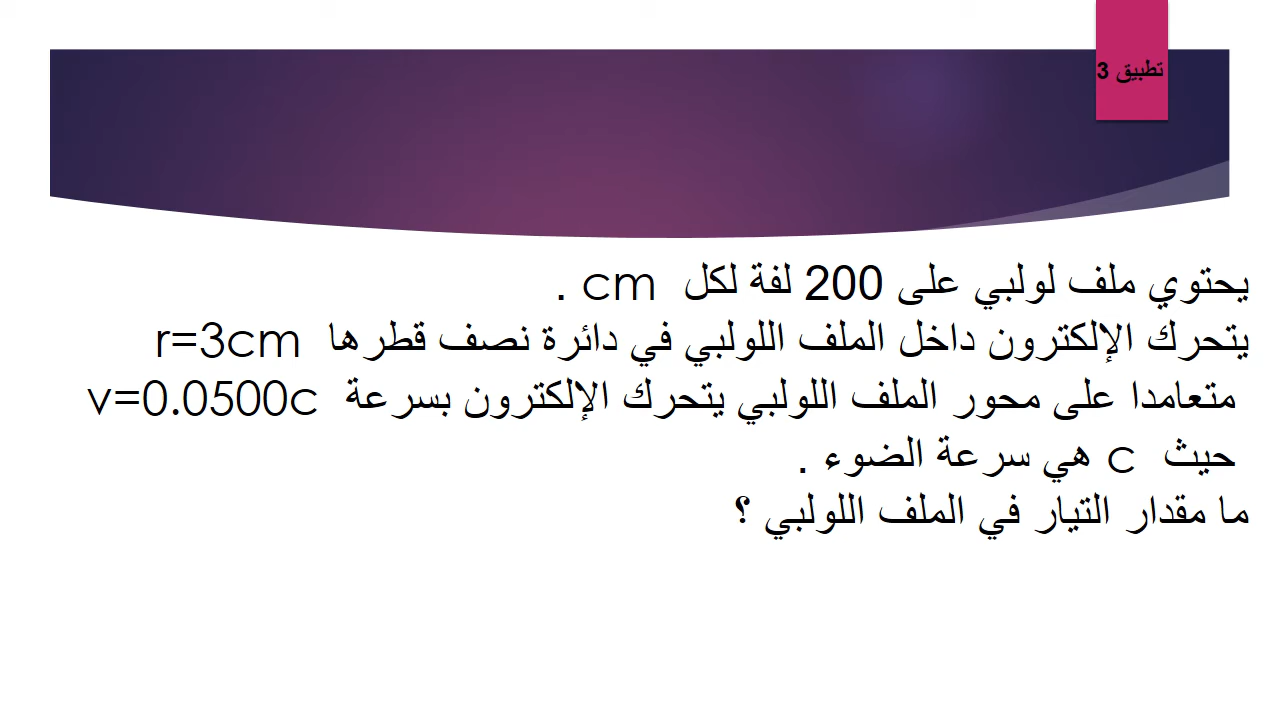 تطبيق 3
يحتوي ملف لولبي على 200 لفة لكل cm .
يتحرك الإلكترون داخل الملف اللولبي في دائرة نصف قطرها r=3cm
متعامدا على محور الملف اللولبي يتحرك الإلكترون بسرعة v=0.0500c
حيث c هي سرعة الضوء .
ما مقدار التيار في الملف اللولبي ؟